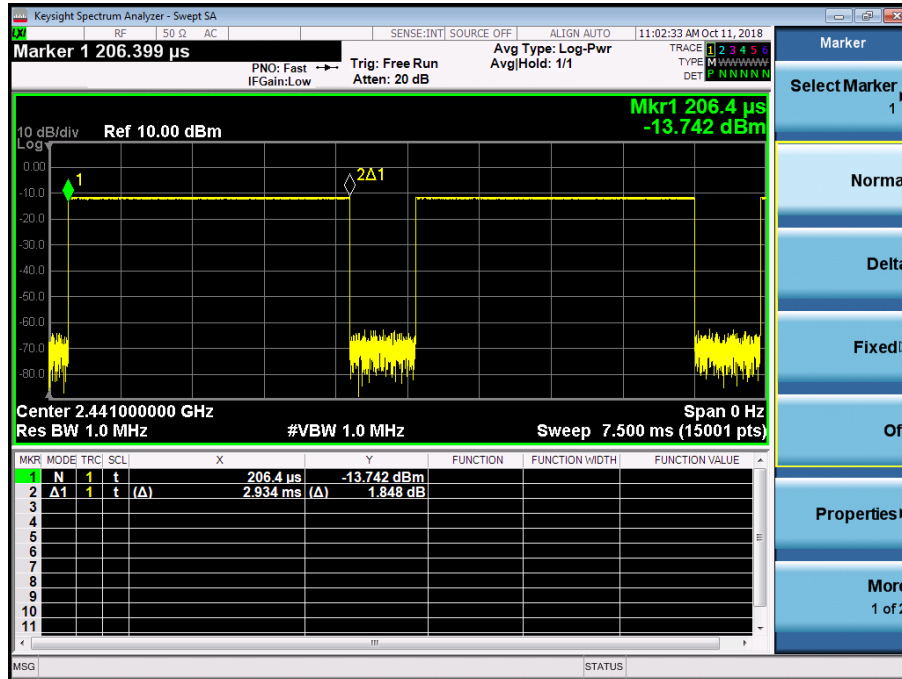 Keysight Spectrum Analyzer - Swept SA
LXI RF 50 Ω AC SENSE:INT SOURCE OFF ALIGN AUTO 11:02:33 AM Oct 11, 2018
Marker 1 206.399 µs
PNO: Fast
IFGain:Low
Trig: Free Run
Atten: 20 dB
Avg Type: Log-Pwr
Avg|Hold: 1/1
TRACE 1 2 3 4 5 6
TYPE M WWWWW
DET P N N N N N
Mkr1 206.4 µs
-13.742 dBm
10 dB/div Ref 10.00 dBm
Log
0.00
-10.0
-20.0
-30.0
-40.0
-50.0
-60.0
-70.0
-80.0
1
2Δ1
Center 2.441000000 GHz Span 0 Hz
Res BW 1.0 MHz #VBW 1.0 MHz Sweep 7.500 ms (15001 pts)
MKR MODE TRC SCL X Y FUNCTION FUNCTION WIDTH FUNCTION VALUE
1 N 1 t 206.4 µs -13.742 dBm
2 Δ1 1 t (Δ) 2.934 ms (Δ) 1.848 dB
3
4
5
6
7
8
9
10
11
MSG STATUS
Marker
Select Marker
1
Norma
Delta
Fixed
Of
Properties
More
1 of 2